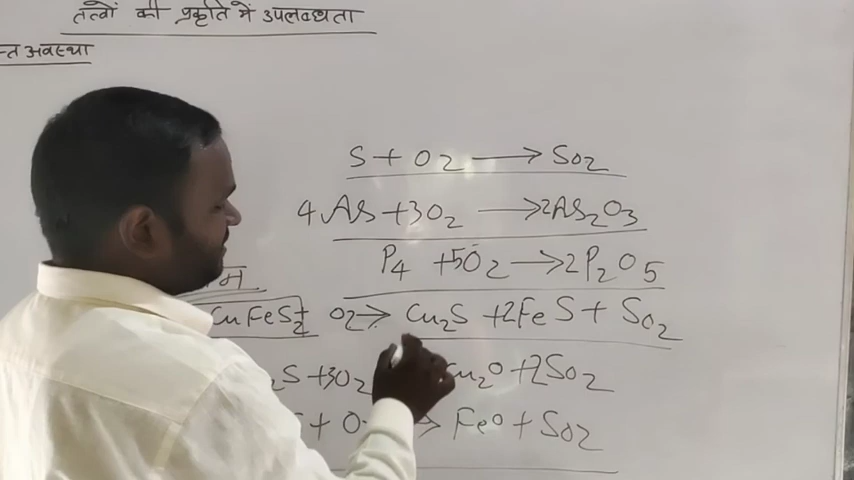 तत्वों की प्रकृति में उपलब्धता
अवस्था
S + O2 → SO2
4As + 3O2 → 2As2O3
P4 + 5O2 → 2P2O5
CuFeS2 + O2 → Cu2S + 2FeS + SO2
S + 3O2 Cu2O + 2SO2
+ O → FeO + SO2